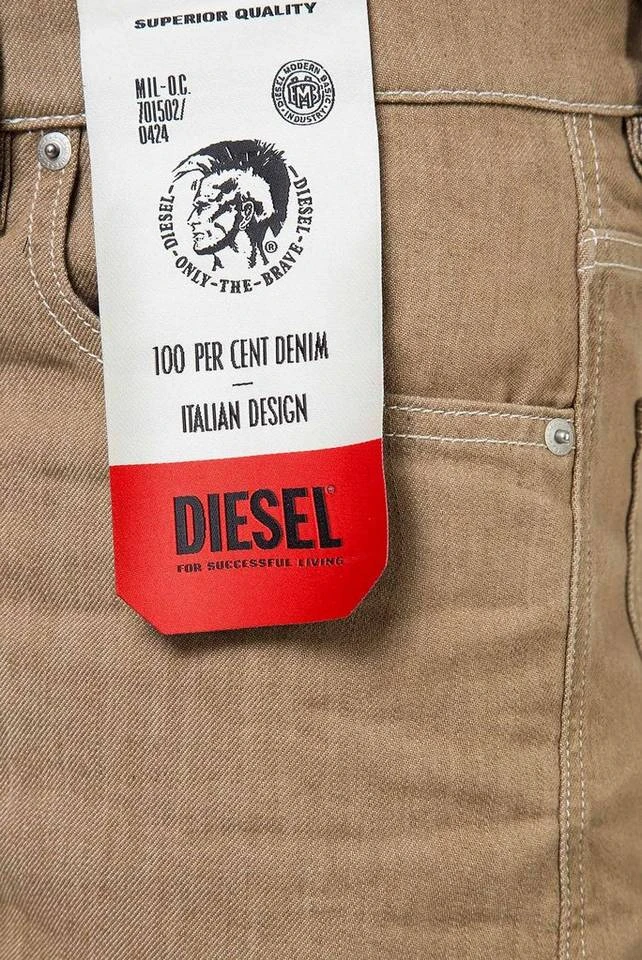 SUPERIOR QUALITY
MIL-O.C.
701502/
0424
DIESEL MODERN BASIC
INDUSTRY
DIESEL-ONLY-THE-BRAVE-DIESEL
®
100 PER CENT DENIM
—
ITALIAN DESIGN
DIESEL®
FOR SUCCESSFUL LIVING